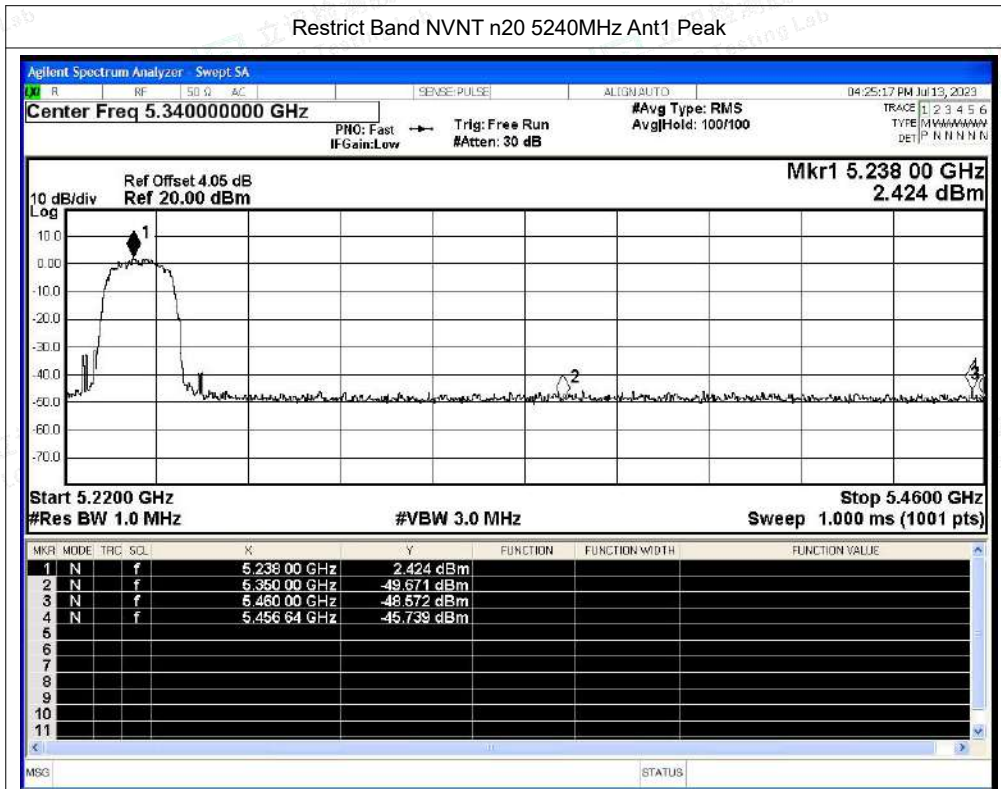 Restrict Band NVNT n20 5240MHz Ant1 Peak
Agilent Spectrum Analyzer - Swept SA
R RF 50 Ω AC SENSE:PULSE ALIGN AUTO 04:25:17 PM Jul 13, 2023
Center Freq 5.340000000 GHz
PNO: Fast
IFGain:Low
Trig: Free Run
#Atten: 30 dB
#Avg Type: RMS
Avg|Hold: 100/100
TRACE 1 2 3 4 5 6
TYPE M
DET P N N N N N
Mkr1 5.238 00 GHz
2.424 dBm
Ref Offset 4.05 dB
10 dB/div Ref 20.00 dBm
Log
1
10.0
0.00
-10.0
-20.0
-30.0
-40.0
2
4
3
-50.0
-60.0
-70.0
Start 5.2200 GHz Stop 5.4600 GHz
#Res BW 1.0 MHz #VBW 3.0 MHz Sweep 1.000 ms (1001 pts)
MKR MODE TRC SCL X Y FUNCTION FUNCTION WIDTH FUNCTION VALUE
1 N f 5.238 00 GHz 2.424 dBm
2 N f 5.350 00 GHz -49.671 dBm
3 N f 5.460 00 GHz -48.572 dBm
4 N f 5.456 64 GHz -45.739 dBm
5
6
7
8
9
10
11
MSG STATUS